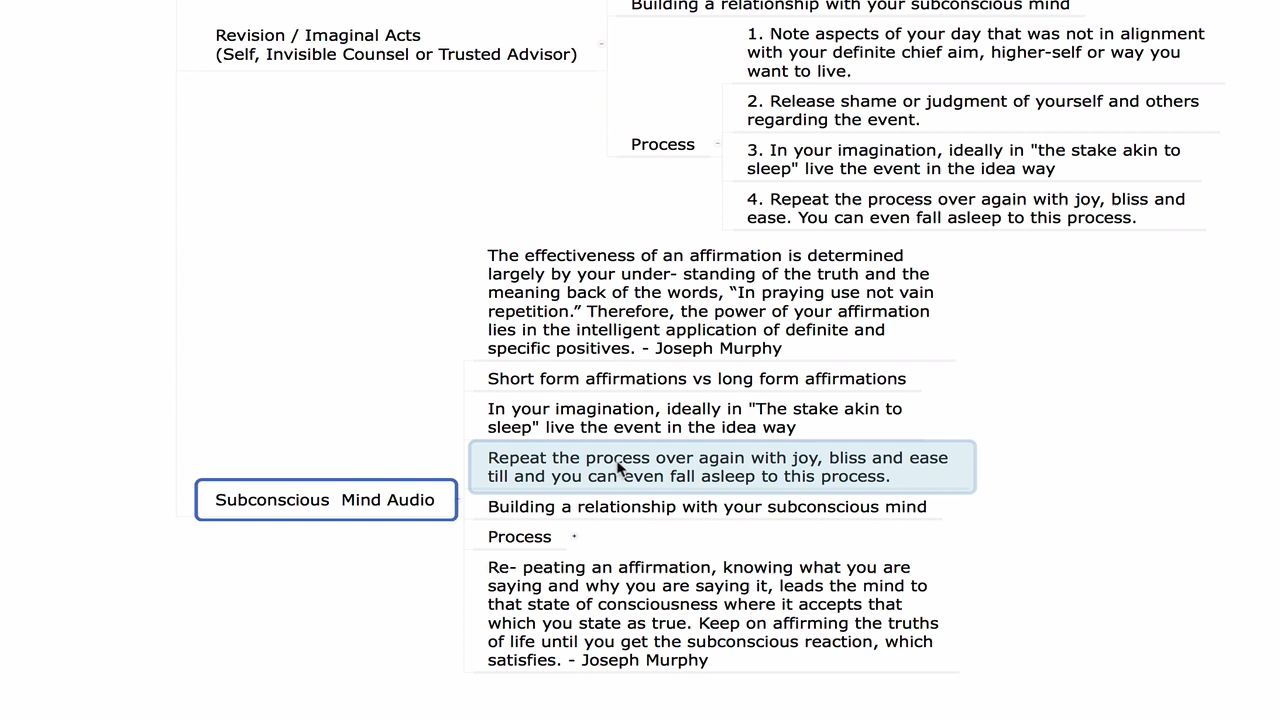 Building a relationship with your subconscious mind
Revision / Imaginal Acts
(Self, Invisible Counsel or Trusted Advisor)
1. Note aspects of your day that was not in alignment
with your definite chief aim, higher-self or way you
want to live.
2. Release shame or judgment of yourself and others
regarding the event.
Process
3. In your imagination, ideally in "the stake akin to
sleep" live the event in the idea way
4. Repeat the process over again with joy, bliss and
ease. You can even fall asleep to this process.
The effectiveness of an affirmation is determined
largely by your under- standing of the truth and the
meaning back of the words, “In praying use not vain
repetition.” Therefore, the power of your affirmation
lies in the intelligent application of definite and
specific positives. - Joseph Murphy
Short form affirmations vs long form affirmations
In your imagination, ideally in "The stake akin to
sleep" live the event in the idea way
Repeat the process over again with joy, bliss and ease
till and you can even fall asleep to this process.
Subconscious  Mind Audio
Building a relationship with your subconscious mind
Process
Re- peating an affirmation, knowing what you are
saying and why you are saying it, leads the mind to
that state of consciousness where it accepts that
which you state as true. Keep on affirming the truths
of life until you get the subconscious reaction, which
satisfies. - Joseph Murphy